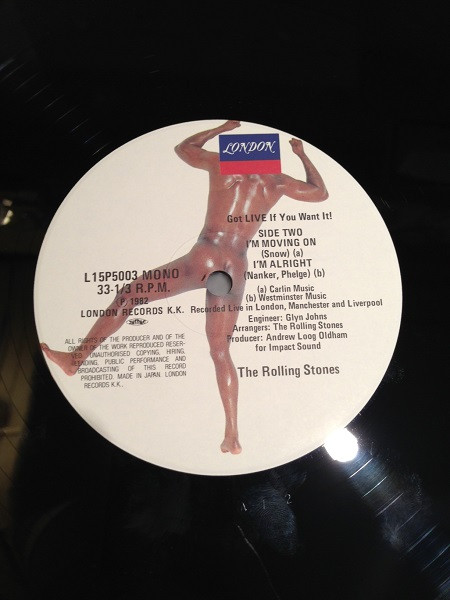 LONDON
Got LIVE If You Want It!
SIDE TWO
I'M MOVING ON
(Snow) (a)
I'M ALRIGHT
(Nanker, Phelge) (b)
(a) Carlin Music
(b) Westminster Music
Recorded Live in London, Manchester and Liverpool
Engineer: Glyn Johns
Arrangers: The Rolling Stones
Producer: Andrew Loog Oldham
for Impact Sound
The Rolling Stones
L15P5003 MONO
33-1/3 R.P.M.
℗ 1982
LONDON RECORDS K.K.
ALL RIGHTS OF THE PRODUCER AND OF THE
OWNER OF THE WORK REPRODUCED RESER-
VED. UNAUTHORISED COPYING, HIRING,
LENDING, PUBLIC PERFORMANCE AND
BROADCASTING OF THIS RECORD
PROHIBITED. MADE IN JAPAN. LONDON
RECORDS K.K.